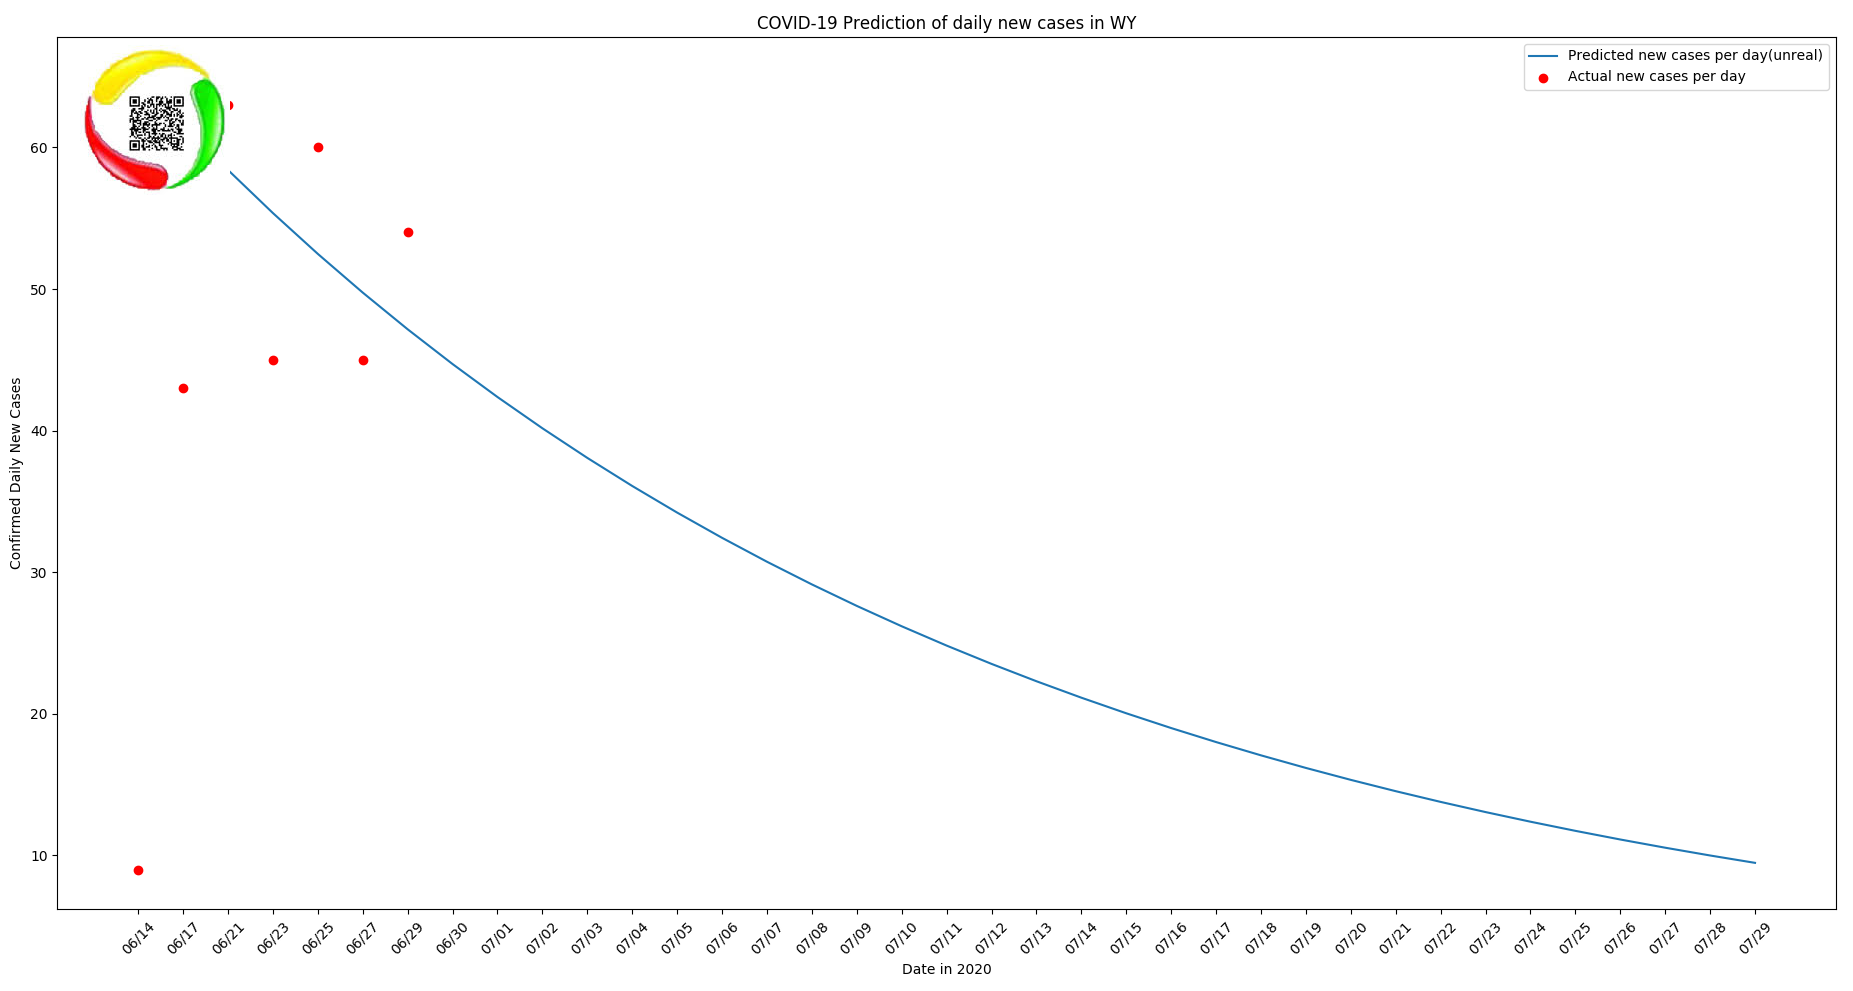 COVID-19 Prediction of daily new cases in WY
Predicted new cases per day(unreal)
Actual new cases per day
60
50
40
30
20
10
Confirmed Daily New Cases
06/14 06/17 06/21 06/23 06/25 06/27 06/29 06/30 07/01 07/02 07/03 07/04 07/05 07/06 07/07 07/08 07/09 07/10 07/11 07/12 07/13 07/14 07/15 07/16 07/17 07/18 07/19 07/20 07/21 07/22 07/23 07/24 07/25 07/26 07/27 07/28 07/29
Date in 2020